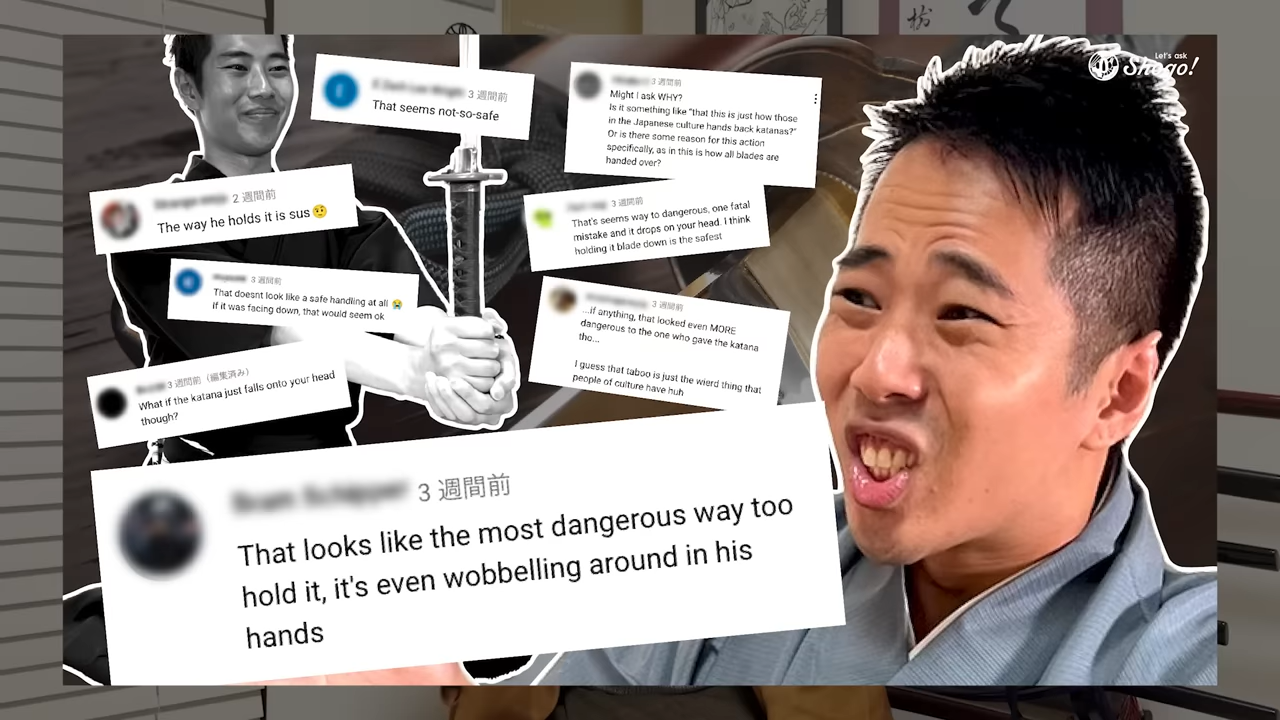 Let's ask
Shogo!
3 週間前
That seems not-so-safe
3 週間前
Might I ask WHY?
Is it something like "that this is just how those
in the Japanese culture hands back katanas?"
Or is there some reason for this action
specifically, as in this is how all blades are
handed over?
2 週間前
The way he holds it is sus🤨
3 週間前
That's seems way to dangerous, one fatal
mistake and it drops on your head. I think
holding it blade down is the safest
3 週間前
That doesnt look like a safe handling at all 😭
if it was facing down, that would seem ok
3 週間前
...if anything, that looked even MORE
dangerous to the one who gave the katana
tho...
I guess that taboo is just the wierd thing that
people of culture have huh
3 週間前（編集済み）
What if the katana just falls onto your head
though?
3 週間前
That looks like the most dangerous way too
hold it, it's even wobbelling around in his
hands